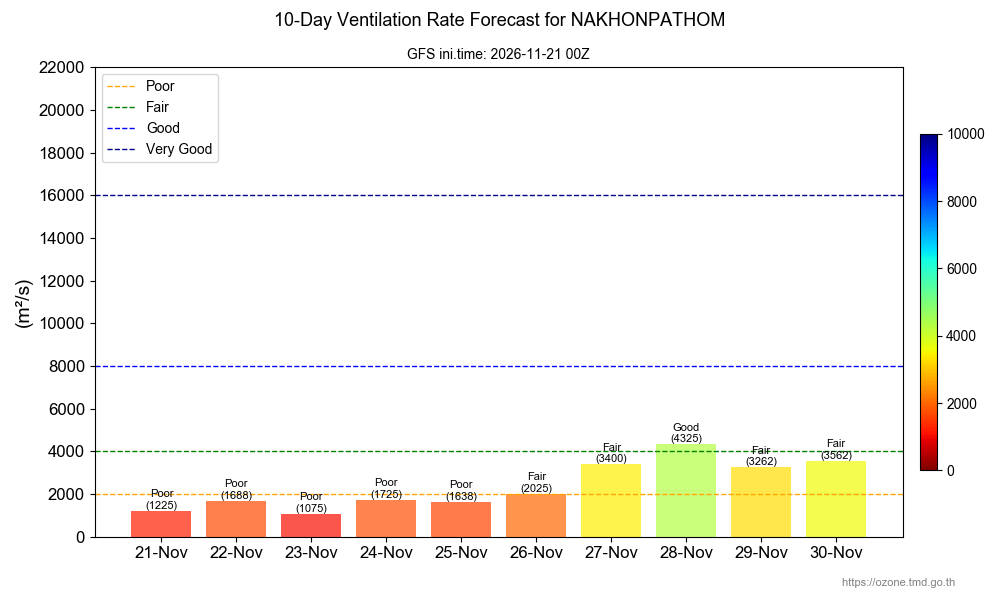 10-Day Ventilation Rate Forecast for NAKHONPATHOM
GFS ini.time: 2026-11-21 00Z
22000
20000
18000
16000
14000
12000
10000
8000
6000
4000
2000
0
(m²/s)
Poor
Fair
Good
Very Good
Poor
(1225)
Poor
(1688)
Poor
(1075)
Poor
(1725)
Poor
(1638)
Fair
(2025)
Fair
(3400)
Good
(4325)
Fair
(3262)
Fair
(3562)
21-Nov 22-Nov 23-Nov 24-Nov 25-Nov 26-Nov 27-Nov 28-Nov 29-Nov 30-Nov
10000
8000
6000
4000
2000
0
https://ozone.tmd.go.th